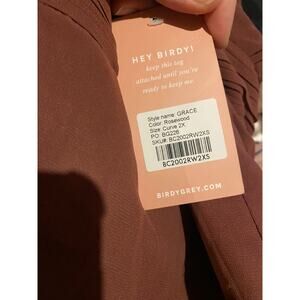 HEY BIRDY!
keep this tag
attached until you're
ready to keep me.
Style name: GRACE
Color: Rosewood
Size: Curve 2X
PO: BG226
SKU#: BC2002RW2XS
BC2002RW2XS
BIRDYGREY.COM